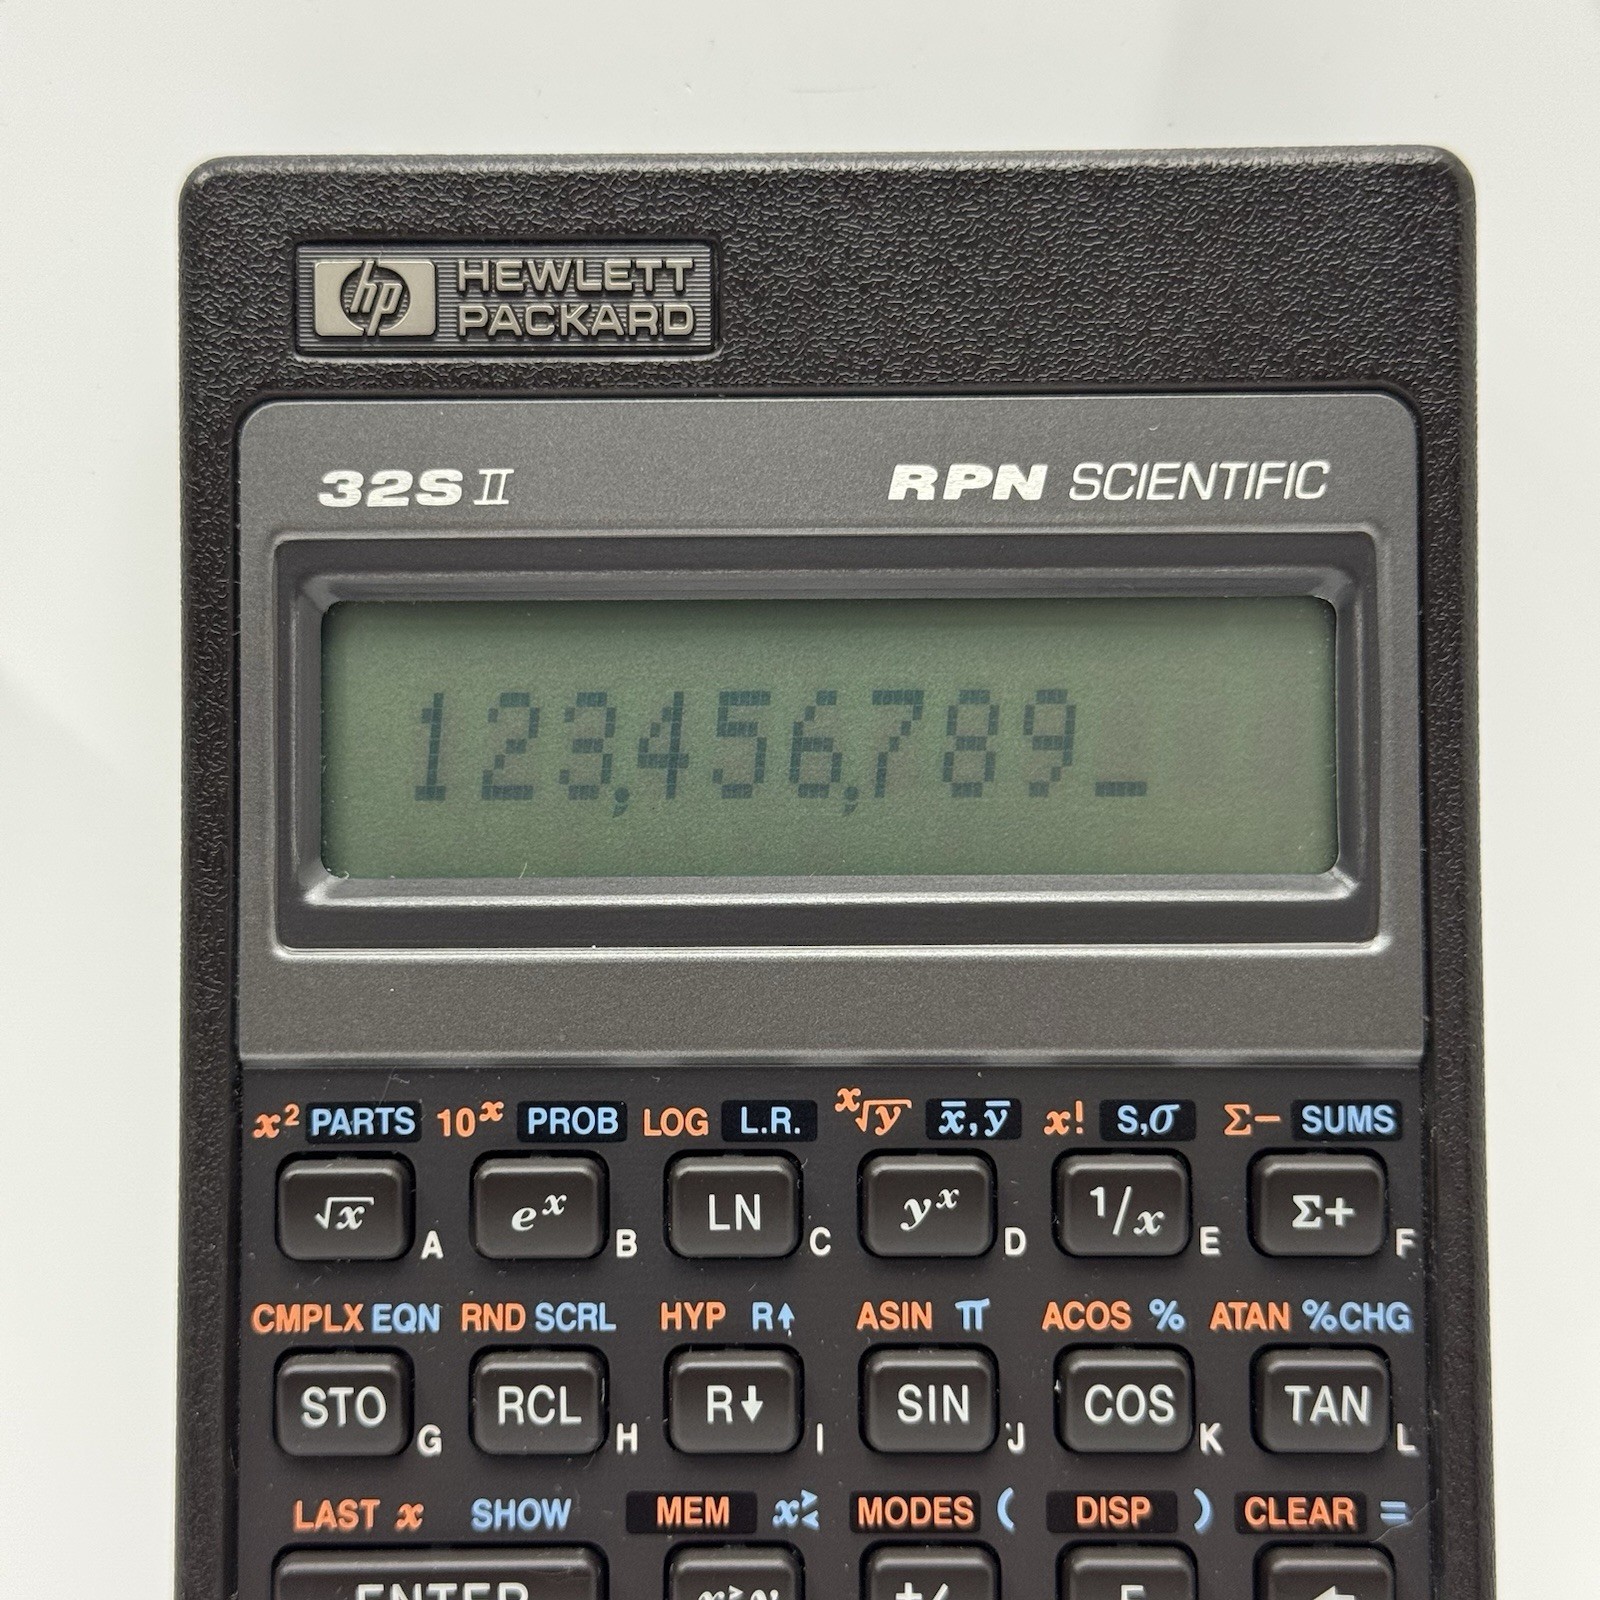 hp HEWLETT
PACKARD
32SII RPN SCIENTIFIC
123,456,789_
x² PARTS 10ˣ PROB LOG L.R. ˣ√y x̄,ȳ x! S,σ Σ− SUMS
√x A eˣ B LN C yˣ D 1/x E Σ+ F
CMPLX EQN RND SCRL HYP R↑ ASIN π ACOS % ATAN %CHG
STO G RCL H R↓ I SIN J COS K TAN L
LAST x SHOW MEM x≷ MODES ( DISP ) CLEAR =
ENTER x≷y +/− E ←